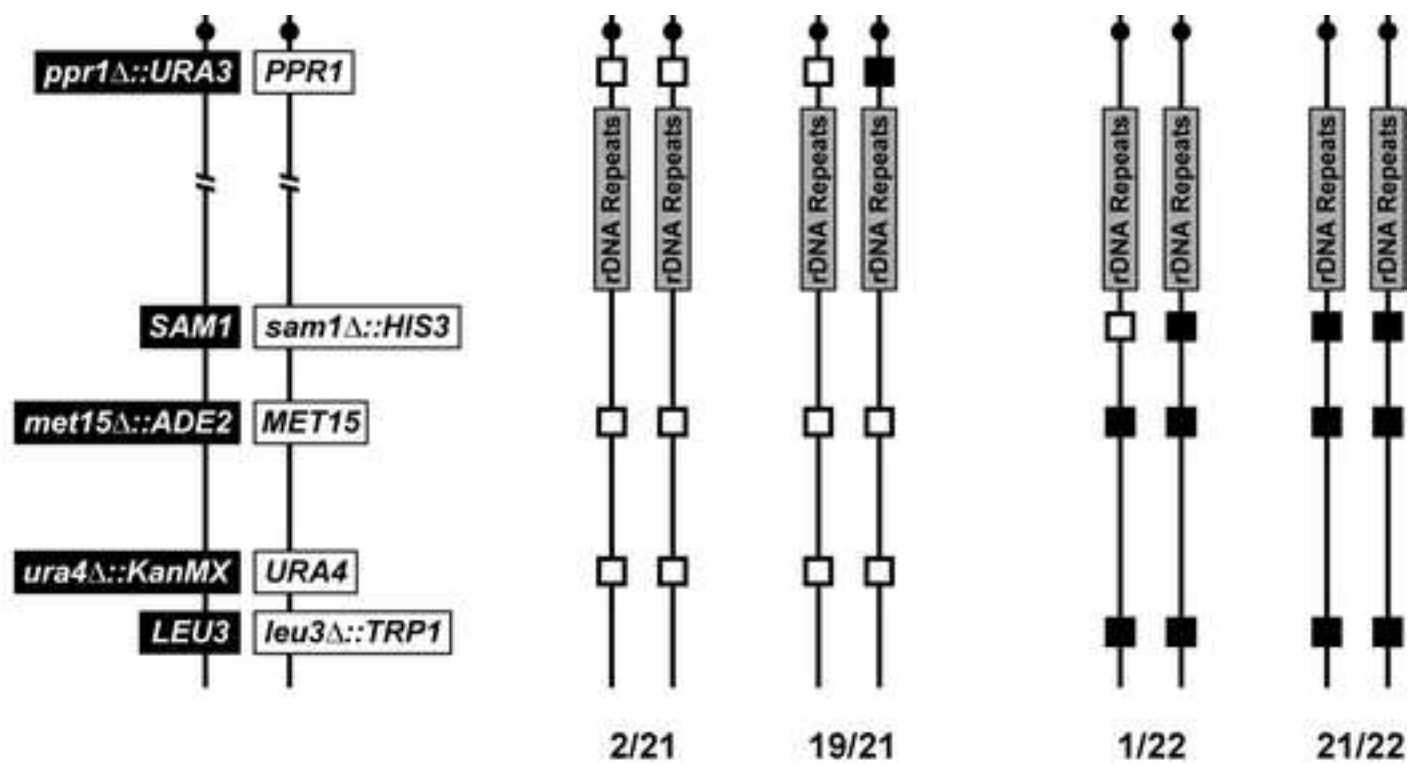 ppr1Δ::URA3 PPR1
rDNA Repeats rDNA Repeats rDNA Repeats rDNA Repeats rDNA Repeats rDNA Repeats rDNA Repeats rDNA Repeats
SAM1 sam1Δ::HIS3
met15Δ::ADE2 MET15
ura4Δ::KanMX URA4
LEU3 leu3Δ::TRP1
2/21 19/21 1/22 21/22